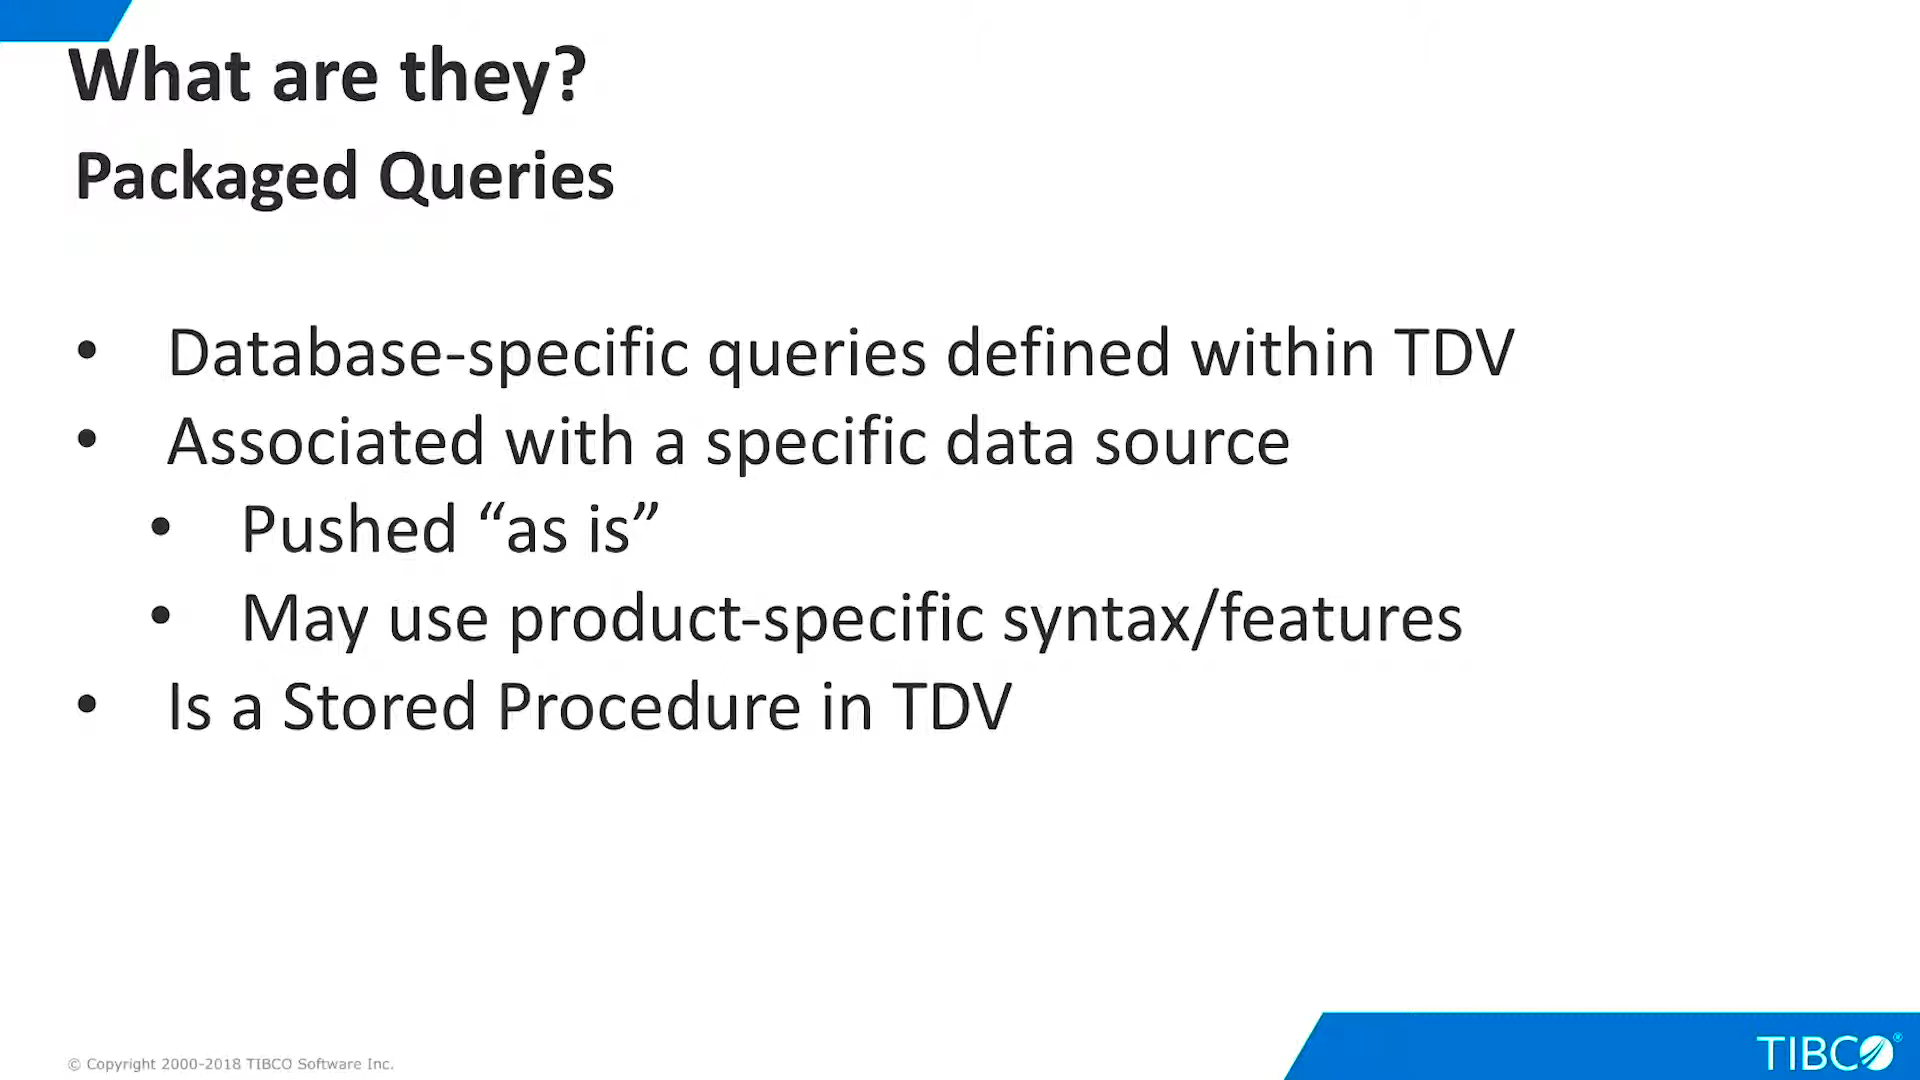 What are they?
Packaged Queries
• Database-specific queries defined within TDV
• Associated with a specific data source
• Pushed “as is”
• May use product-specific syntax/features
• Is a Stored Procedure in TDV
© Copyright 2000-2018 TIBCO Software Inc.
TIBCO®